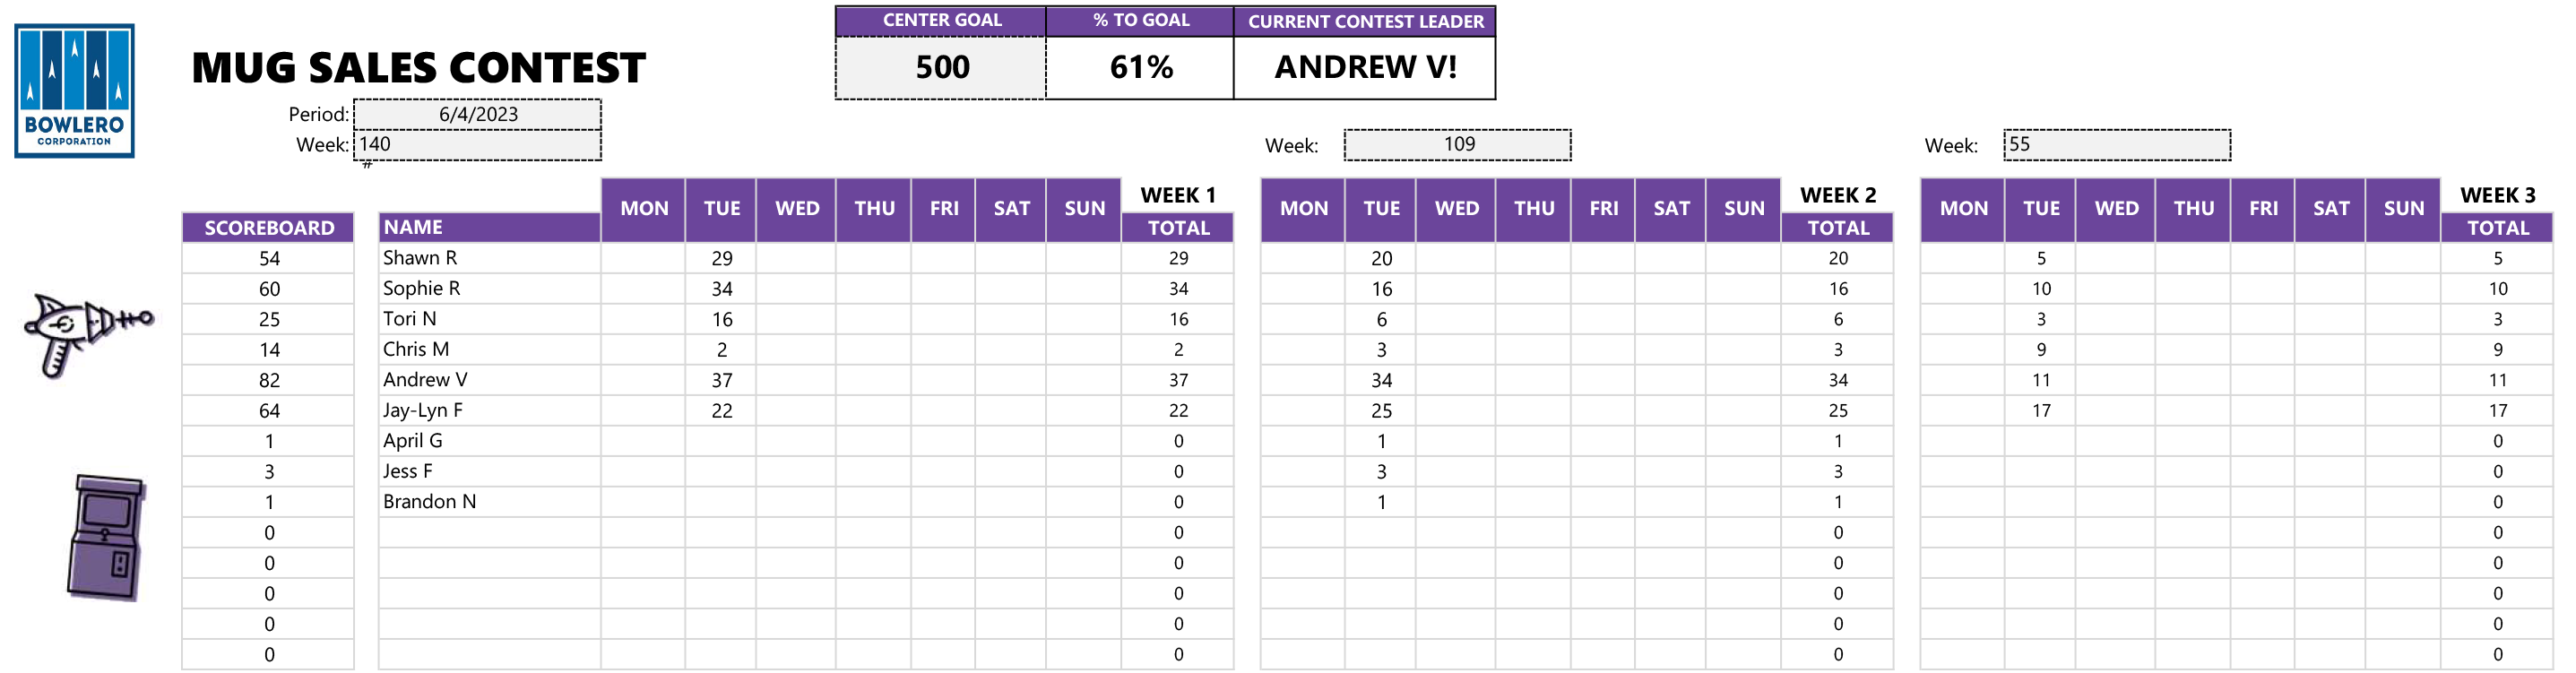 CENTER GOAL % TO GOAL CURRENT CONTEST LEADER
MUG SALES CONTEST 500 61% ANDREW V!
BOWLERO
CORPORATION
Period: 6/4/2023
Week: 140 Week: 109 Week: 55
#
MON TUE WED THU FRI SAT SUN WEEK 1 MON TUE WED THU FRI SAT SUN WEEK 2 MON TUE WED THU FRI SAT SUN WEEK 3
SCOREBOARD NAME TOTAL TOTAL TOTAL
54 Shawn R 29 29 20 20 5 5
60 Sophie R 34 34 16 16 10 10
25 Tori N 16 16 6 6 3 3
14 Chris M 2 2 3 3 9 9
82 Andrew V 37 37 34 34 11 11
64 Jay-Lyn F 22 22 25 25 17 17
1 April G 0 1 1 0
3 Jess F 0 3 3 0
1 Brandon N 0 1 1 0
0 0 0 0
0 0 0 0
0 0 0 0
0 0 0 0
0 0 0 0